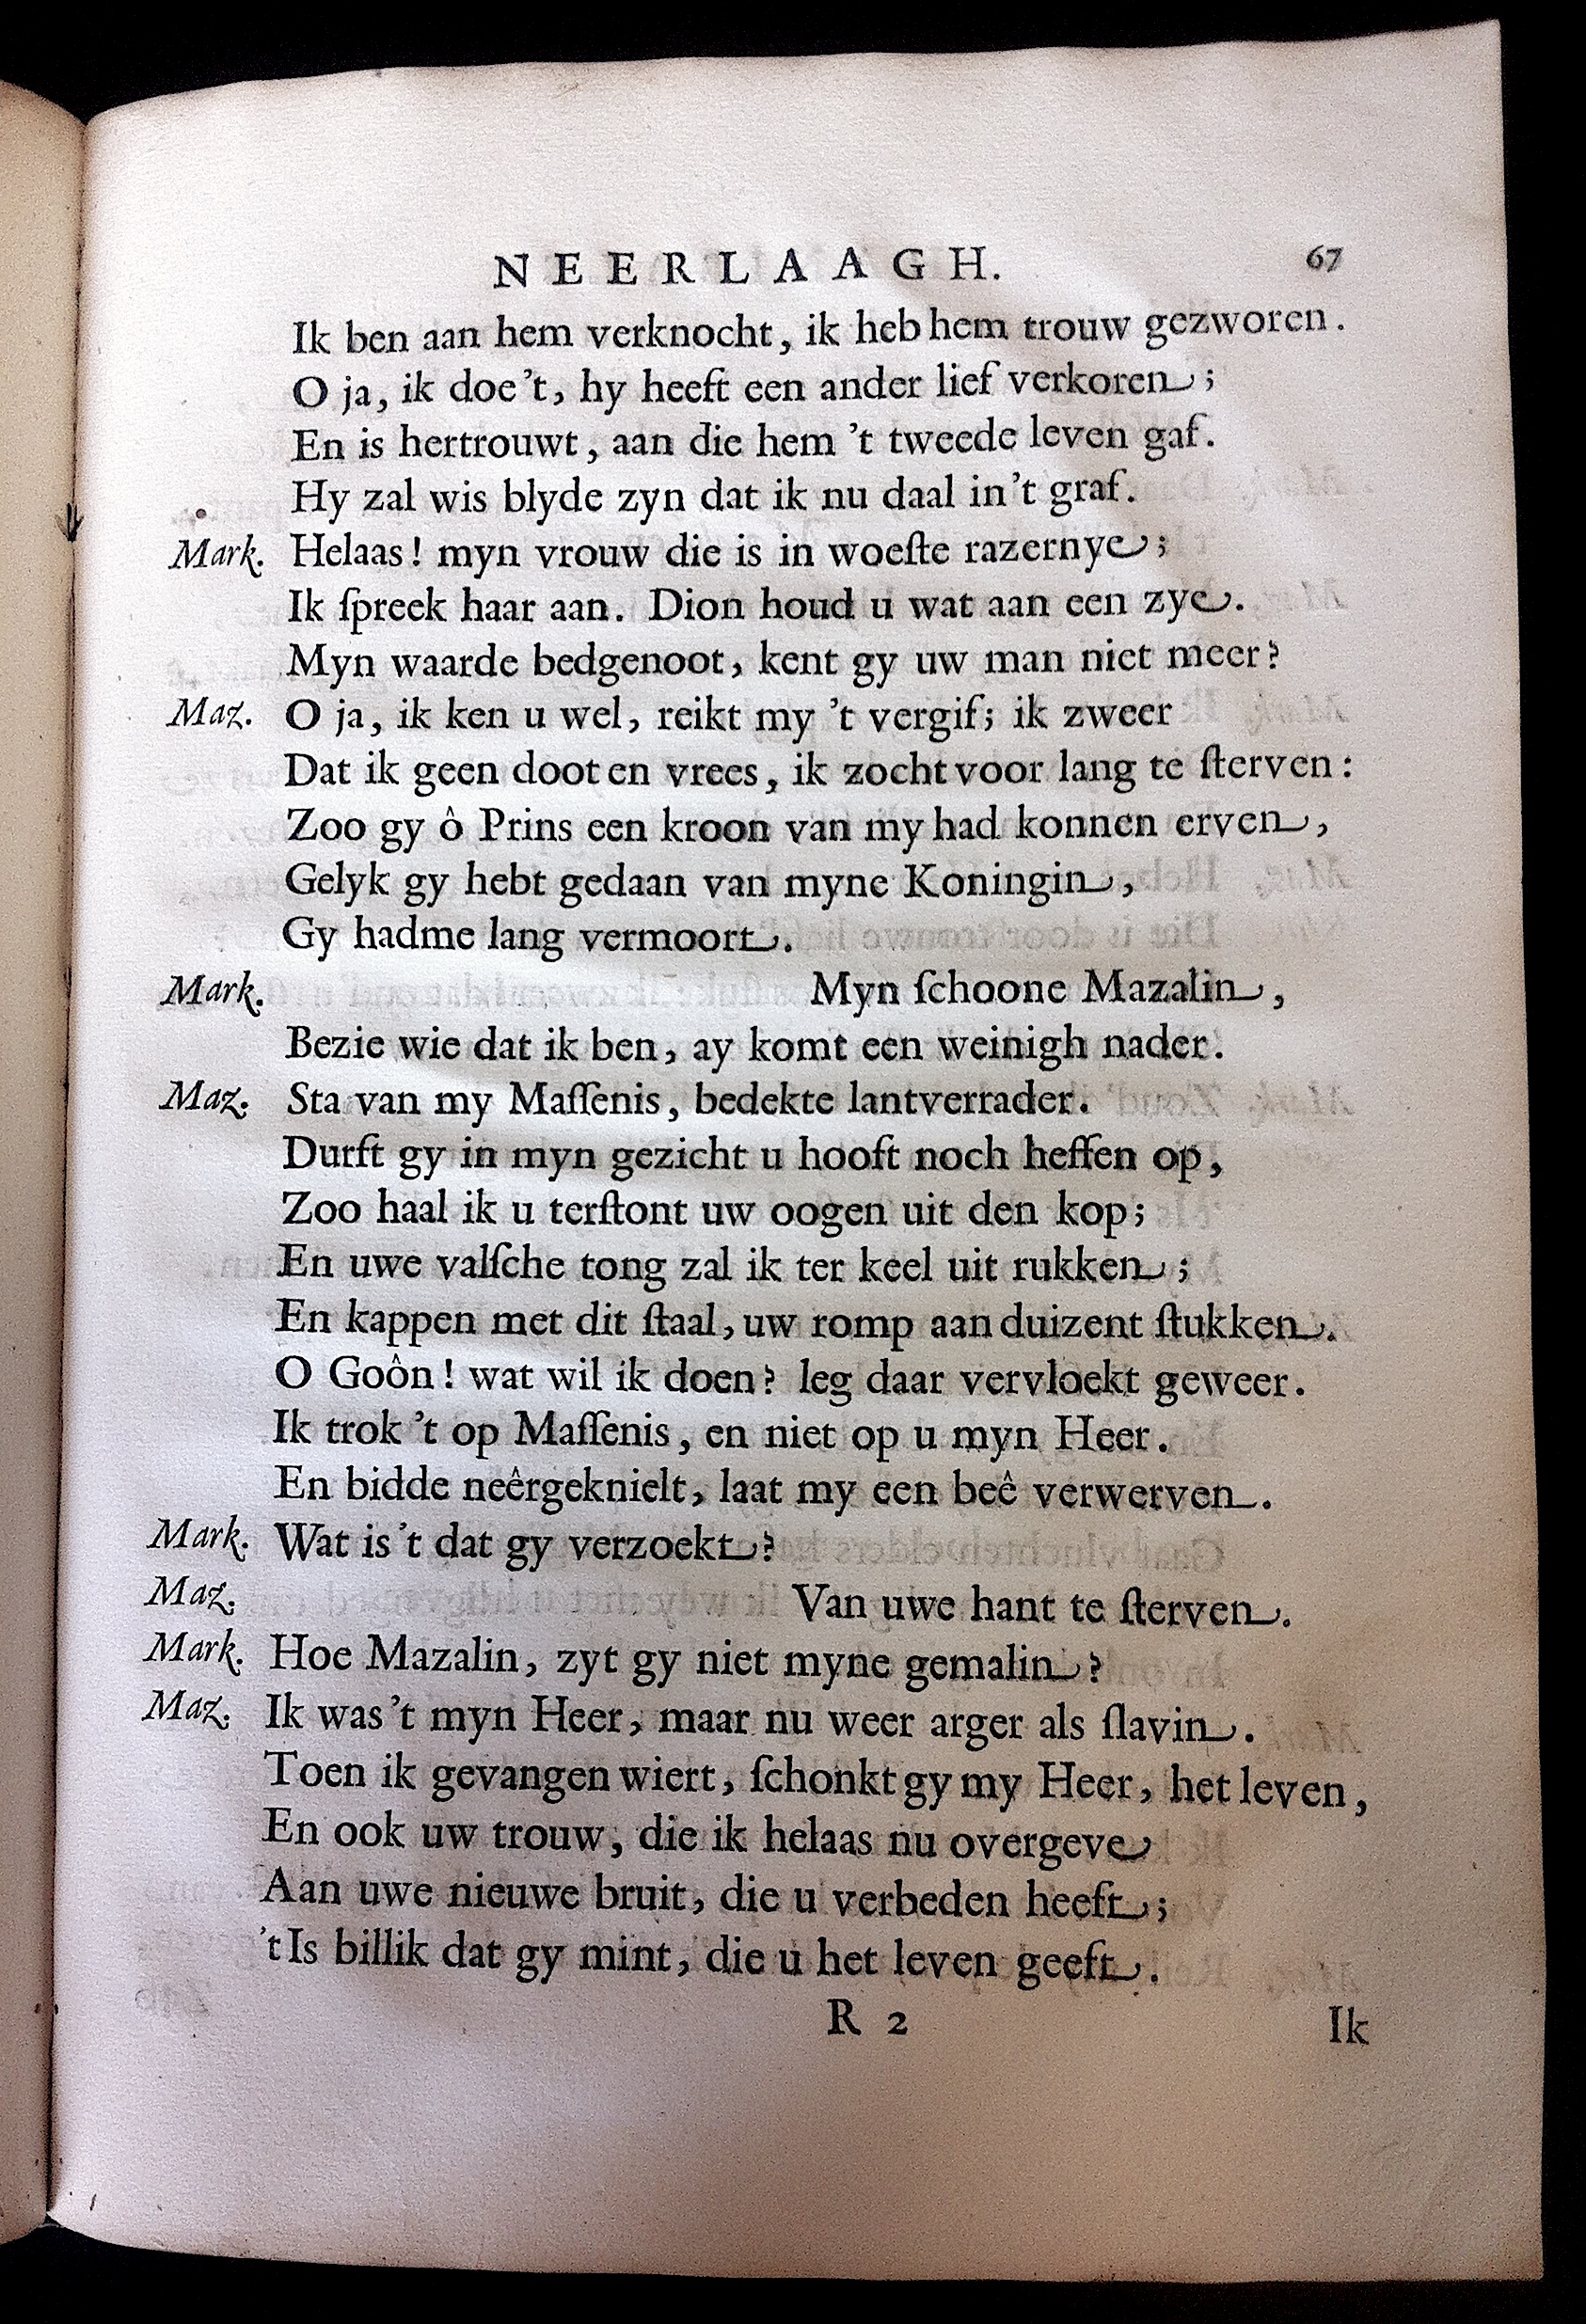 NEERLAAGH. 67
Ik ben aan hem verknocht, ik heb hem trouw gezworen.
O ja, ik doe't, hy heeft een ander lief verkoren;
En is hertrouwt, aan die hem 't tweede leven gaf.
Hy zal wis blyde zyn dat ik nu daal in't graf.
Mark. Helaas! myn vrouw die is in woeſte razernye;
Ik ſpreek haar aan. Dion houd u wat aan een zye.
Myn waarde bedgenoot, kent gy uw man niet meer?
Maz. O ja, ik ken u wel, reikt my 't vergif; ik zweer
Dat ik geen doot en vrees, ik zocht voor lang te ſterven:
Zoo gy ô Prins een kroon van my had konnen erven,
Gelyk gy hebt gedaan van myne Koningin,
Gy hadme lang vermoort.
Mark. Myn ſchoone Mazalin,
Bezie wie dat ik ben, ay komt een weinigh nader.
Maz. Sta van my Maſſenis, bedekte lantverrader.
Durft gy in myn gezicht u hooft noch heffen op,
Zoo haal ik u terſtont uw oogen uit den kop;
En uwe valſche tong zal ik ter keel uit rukken;
En kappen met dit ſtaal, uw romp aan duizent ſtukken.
O Goôn! wat wil ik doen? leg daar vervloekt geweer.
Ik trok 't op Maſſenis, en niet op u myn Heer.
En bidde neêrgeknielt, laat my een beê verwerven.
Mark. Wat is't dat gy verzoekt?
Maz. Van uwe hant te ſterven.
Mark. Hoe Mazalin, zyt gy niet myne gemalin?
Maz. Ik was't myn Heer, maar nu weer arger als ſlavin.
Toen ik gevangen wiert, ſchonkt gy my Heer, het leven,
En ook uw trouw, die ik helaas nu overgeve
Aan uwe nieuwe bruit, die u verbeden heeft;
't Is billik dat gy mint, die u het leven geeft.
R 2 Ik